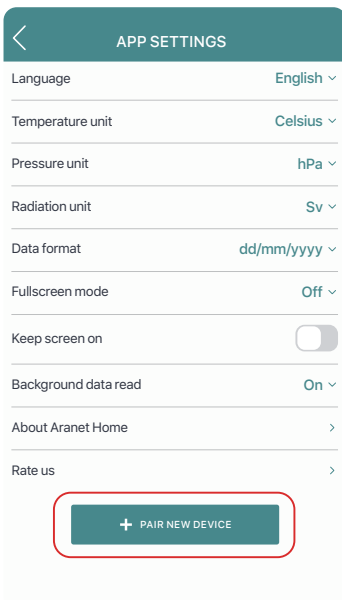 APP SETTINGS
Language English
Temperature unit Celsius
Pressure unit hPa
Radiation unit Sv
Data format dd/mm/yyyy
Fullscreen mode Off
Keep screen on
Background data read On
About Aranet Home
Rate us
PAIR NEW DEVICE